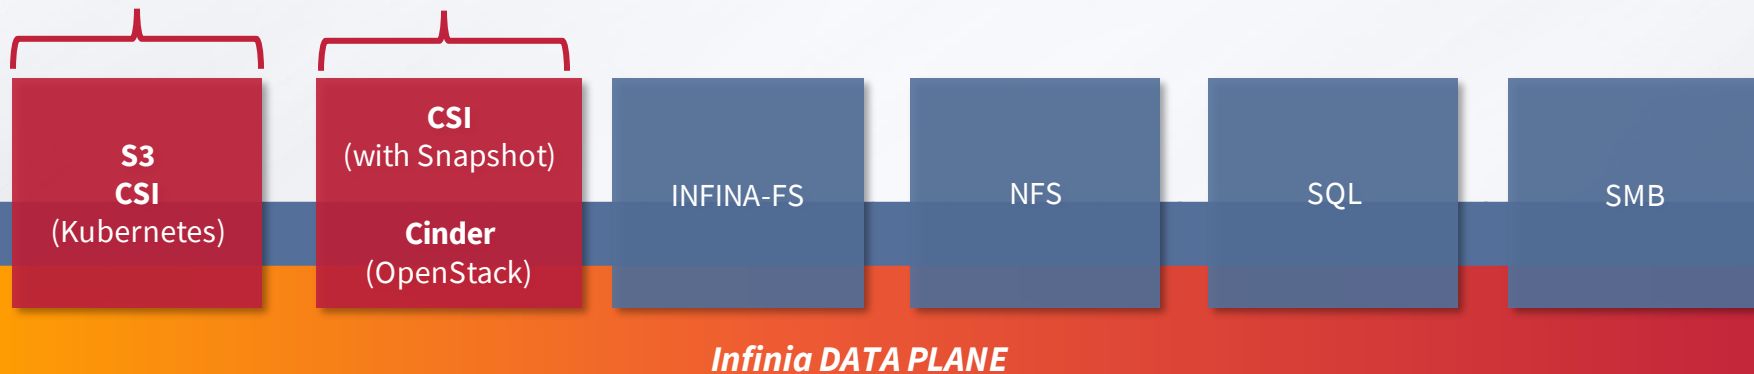 S3
CSI
(Kubernetes)
CSI
(with Snapshot)
Cinder
(OpenStack)
INFINA-FS
NFS
SQL
SMB
Infinia DATA PLANE